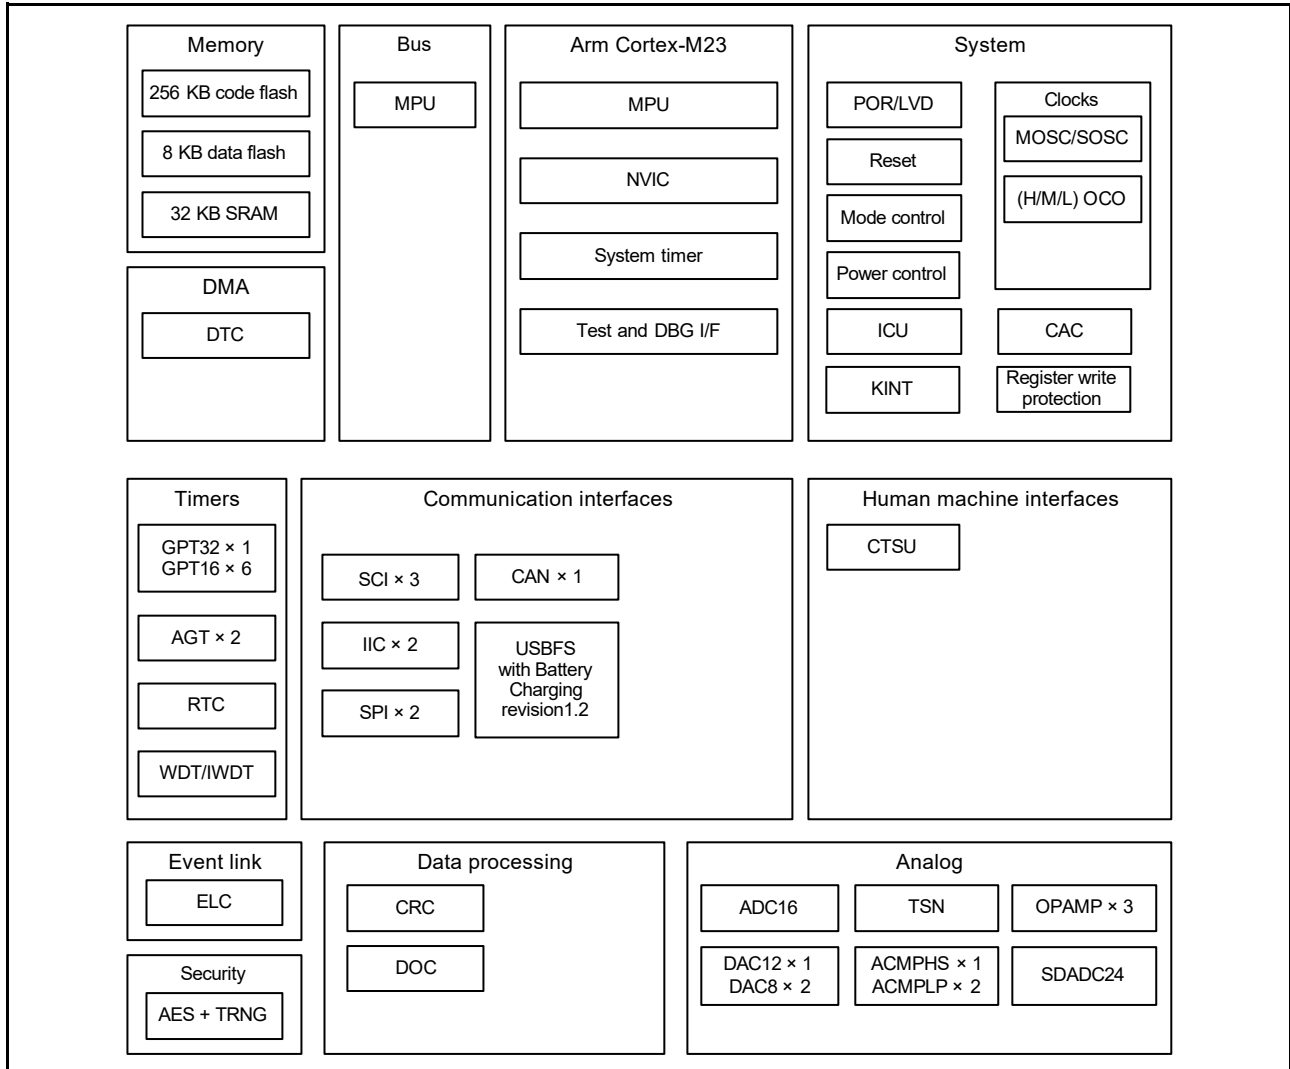 Memory
256 KB code flash
8 KB data flash
32 KB SRAM
DMA
DTC
Bus
MPU
Arm Cortex-M23
MPU
NVIC
System timer
Test and DBG I/F
System
POR/LVD
Reset
Mode control
Power control
ICU
KINT
Clocks
MOSC/SOSC
(H/M/L) OCO
CAC
Register write
protection
Timers
GPT32 × 1
GPT16 × 6
AGT × 2
RTC
WDT/IWDT
Communication interfaces
SCI × 3
IIC × 2
SPI × 2
CAN × 1
USBFS
with Battery
Charging
revision1.2
Human machine interfaces
CTSU
Event link
ELC
Security
AES + TRNG
Data processing
CRC
DOC
Analog
ADC16
TSN
OPAMP × 3
DAC12 × 1
DAC8 × 2
ACMPHS × 1
ACMPLP × 2
SDADC24